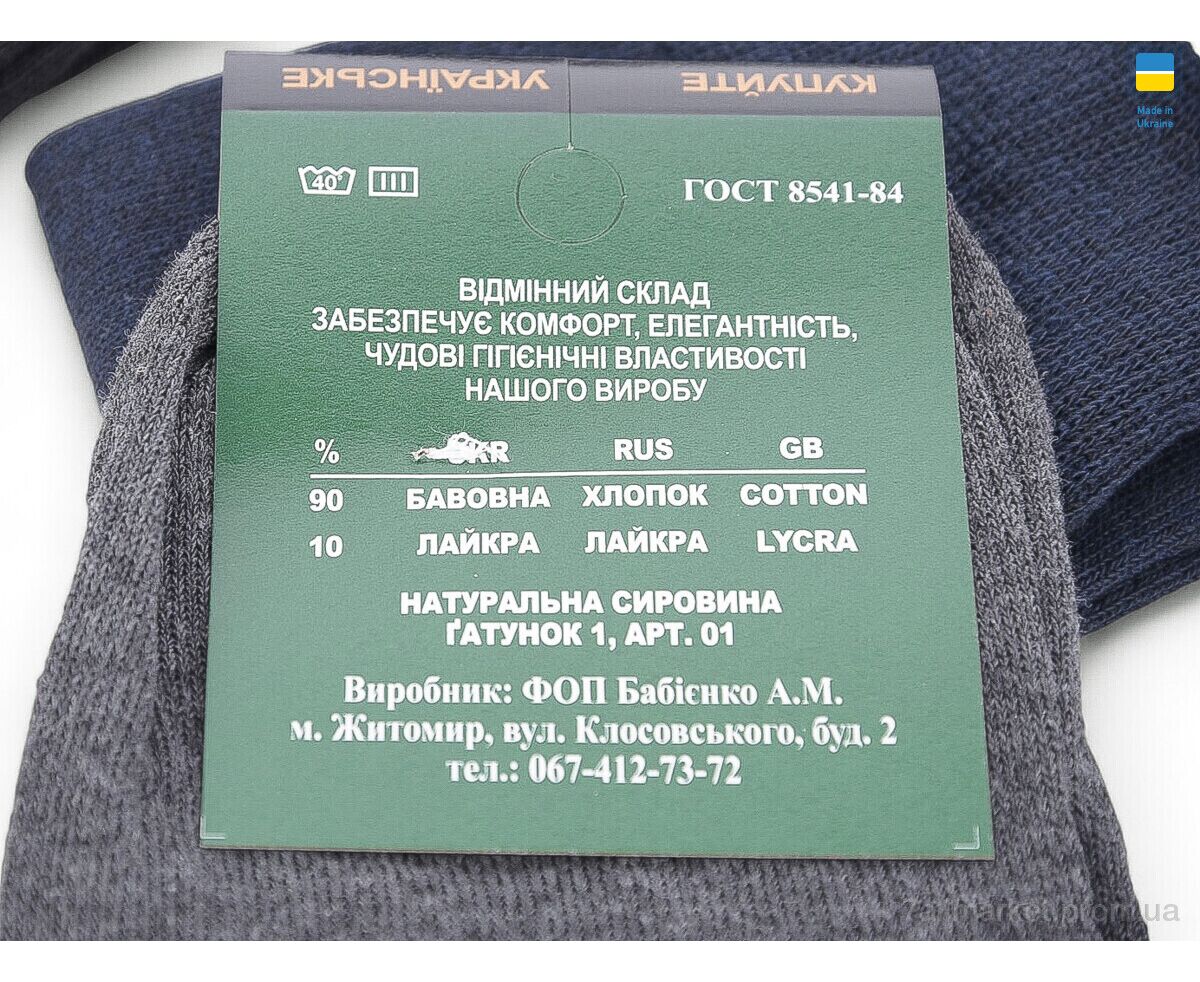 КУПУЙТЕ УКРАЇНСЬКЕ
Made in
Ukraine
40° ГОСТ 8541-84
ВІДМІННИЙ СКЛАД
ЗАБЕЗПЕЧУЄ КОМФОРТ, ЕЛЕГАНТНІСТЬ,
ЧУДОВІ ГІГІЄНІЧНІ ВЛАСТИВОСТІ
НАШОГО ВИРОБУ
% UKR RUS GB
90 БАВОВНА ХЛОПОК COTTON
10 ЛАЙКРА ЛАЙКРА LYCRA
НАТУРАЛЬНА СИРОВИНА
ҐАТУНОК 1, АРТ. 01
Виробник: ФОП Бабієнко А.М.
м. Житомир, вул. Клосовського, буд. 2
тел.: 067-412-73-72